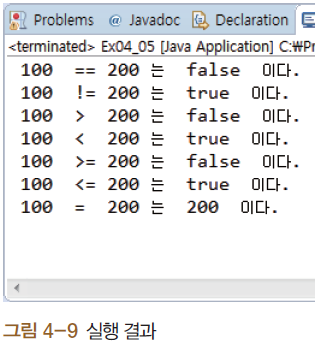 Problems @ Javadoc Declaration
<terminated> Ex04_05 [Java Application] C:₩Pr
100 == 200 는 false 이다.
100 != 200 는 true 이다.
100 > 200 는 false 이다.
100 < 200 는 true 이다.
100 >= 200 는 false 이다.
100 <= 200 는 true 이다.
100 = 200 는 200 이다.
그림 4-9 실행 결과